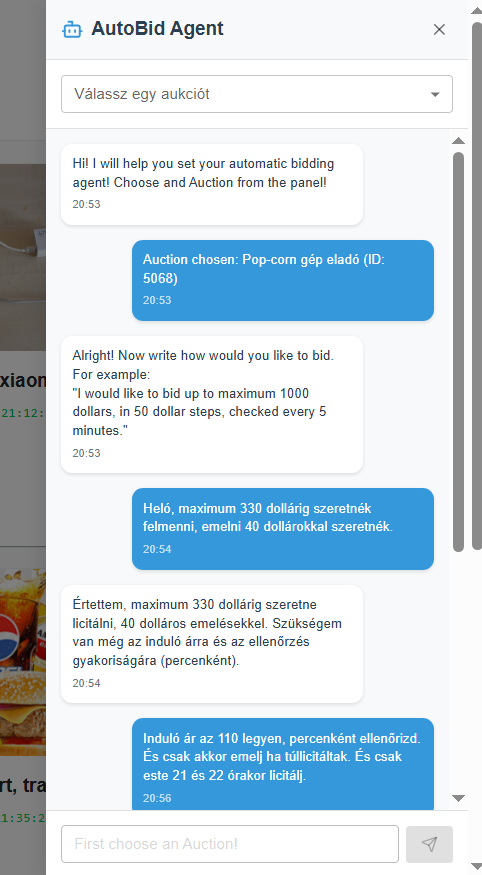 AutoBid Agent
Válassz egy aukciót
Hi! I will help you set your automatic bidding
agent! Choose and Auction from the panel!
20:53
Auction chosen: Pop-corn gép eladó (ID:
5068)
20:53
Alright! Now write how would you like to bid.
For example:
"I would like to bid up to maximum 1000
dollars, in 50 dollar steps, checked every 5
minutes."
20:53
xiaon
21:12:
Heló, maximum 330 dollárig szeretnék
felmenni, emelni 40 dollárokkal szeretnék.
20:54
Értettem, maximum 330 dollárig szeretne
licitálni, 40 dolláros emelésekkel. Szükségem
van még az induló árra és az ellenőrzés
gyakoriságára (percenként).
20:54
Induló ár az 110 legyen, percenként ellenőrizd.
És csak akkor emelj ha túllicitáltak. És csak
este 21 és 22 órakor licitálj.
20:56
rt, tra
1:35:2
First choose an Auction!